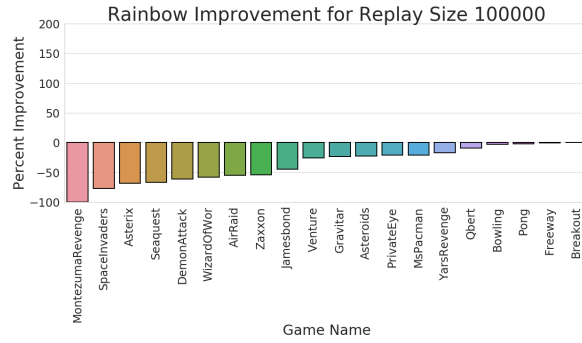 Rainbow Improvement for Replay Size 100000
Percent Improvement
200
150
100
50
0
−50
−100
MontezumaRevenge
SpaceInvaders
Asterix
Seaquest
DemonAttack
WizardOfWor
AirRaid
Zaxxon
Jamesbond
Venture
Gravitar
Asteroids
PrivateEye
MsPacman
YarsRevenge
Qbert
Bowling
Pong
Freeway
Breakout
Game Name